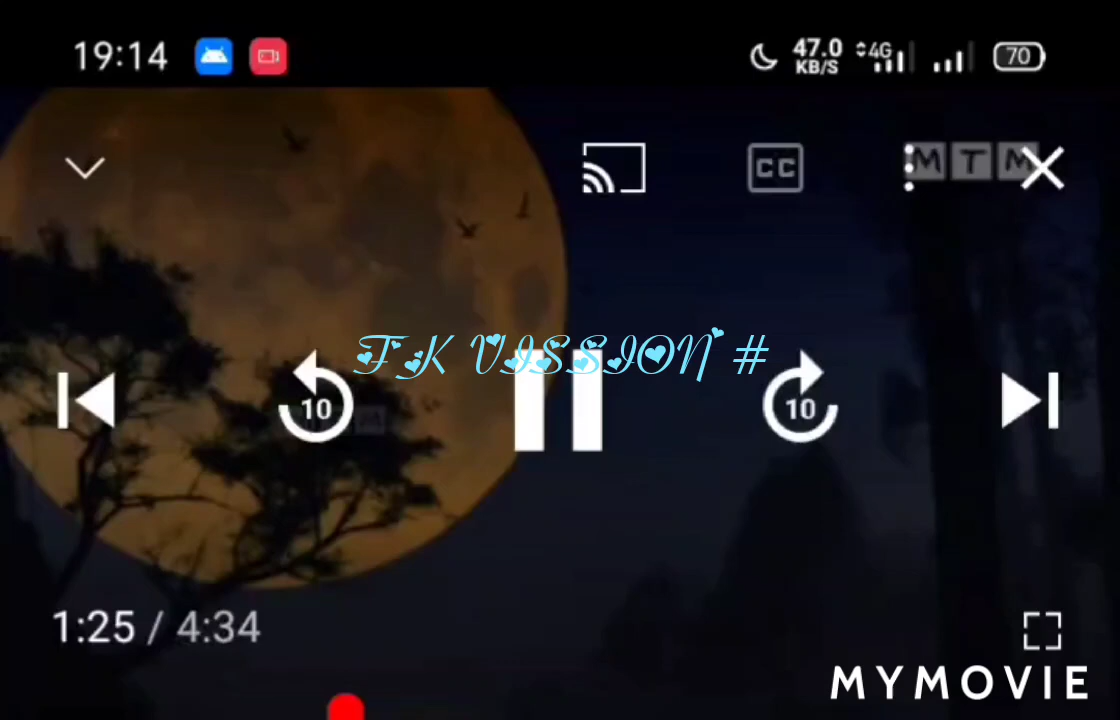 19:14 47.0 KB/S 4G 70
CC MTM
FK VISSION #
10 10
1:25 / 4:34
MYMOVIE